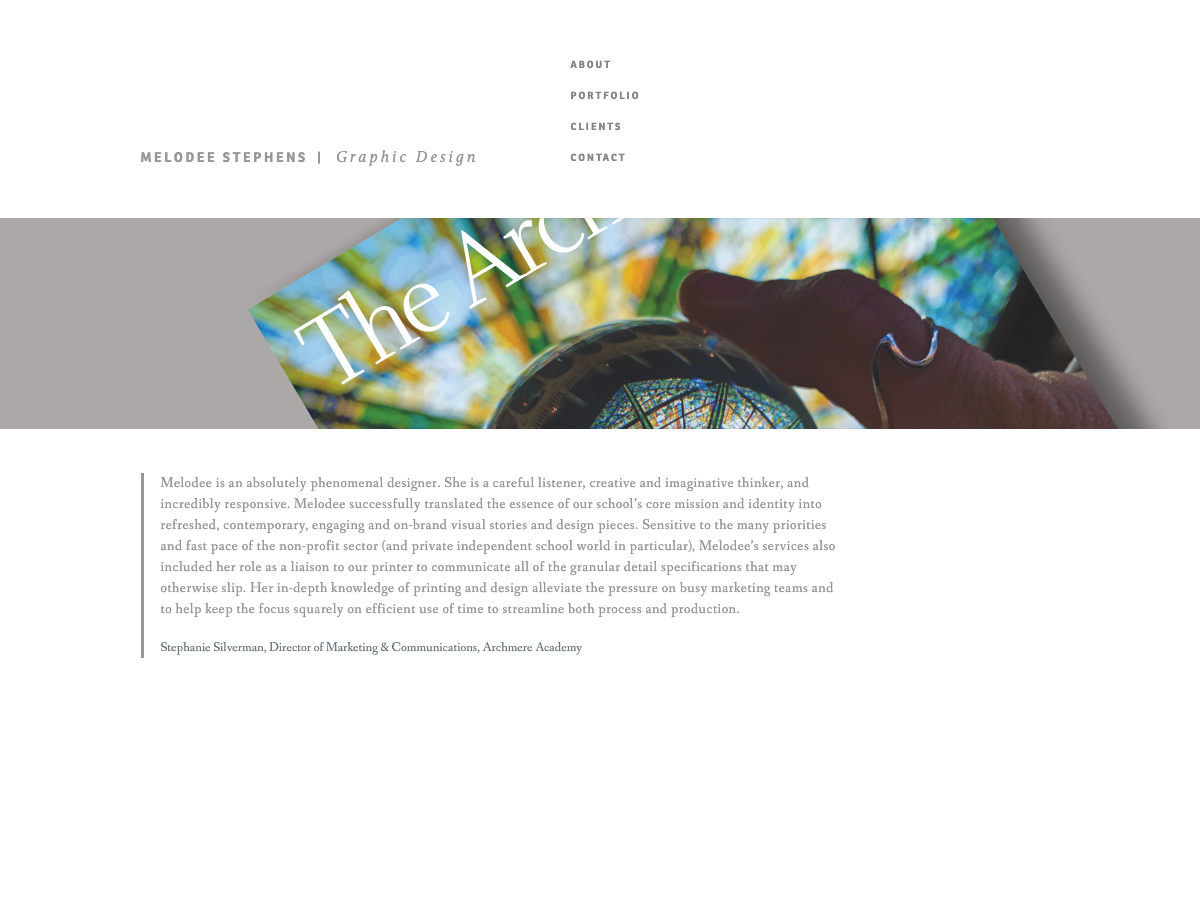 ABOUT
PORTFOLIO
CLIENTS
MELODEE STEPHENS | Graphic Design
CONTACT
The Arch
Melodee is an absolutely phenomenal designer. She is a careful listener, creative and imaginative thinker, and
incredibly responsive. Melodee successfully translated the essence of our school’s core mission and identity into
refreshed, contemporary, engaging and on-brand visual stories and design pieces. Sensitive to the many priorities
and fast pace of the non-profit sector (and private independent school world in particular), Melodee’s services also
included her role as a liaison to our printer to communicate all of the granular detail specifications that may
otherwise slip. Her in-depth knowledge of printing and design alleviate the pressure on busy marketing teams and
to help keep the focus squarely on efficient use of time to streamline both process and production.
Stephanie Silverman, Director of Marketing & Communications, Archmere Academy